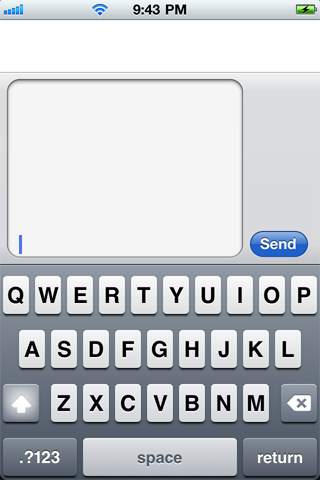 9:43 PM
Send
Q W E R T Y U I O P
A S D F G H J K L
Z X C V B N M
.?123 space return